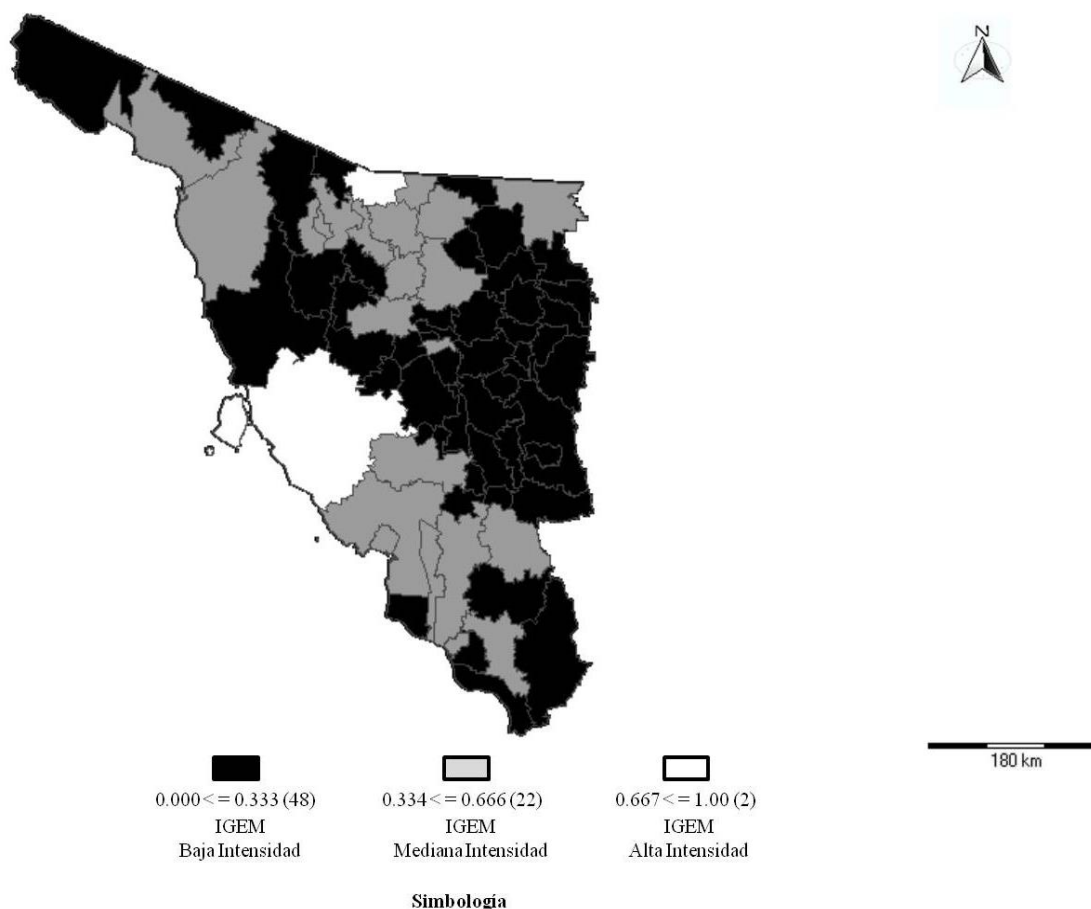 N
180 km
0.000 <= 0.333 (48)
IGEM
Baja Intensidad
0.334 <= 0.666 (22)
IGEM
Mediana Intensidad
0.667 <= 1.00 (2)
IGEM
Alta Intensidad
Simbología